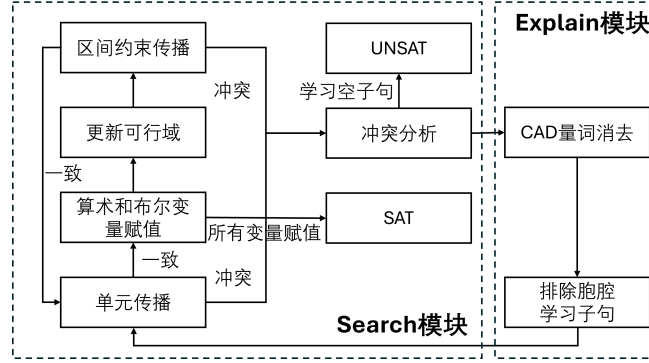 Explain模块
区间约束传播
UNSAT
冲突
学习空子句
更新可行域
冲突分析
CAD量词消去
一致
算术和布尔变
量赋值
SAT
所有变量赋值
一致
冲突
单元传播
排除胞腔
学习子句
Search模块